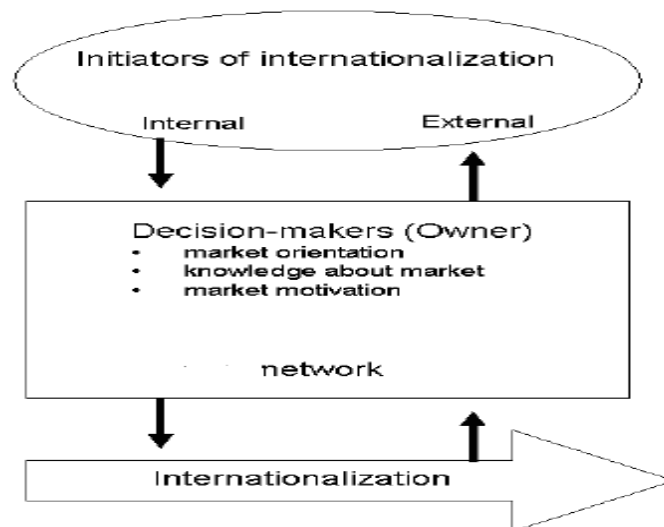 Initiators of internationalization
Internal External
Decision-makers (Owner)
• market orientation
• knowledge about market
• market motivation
network
Internationalization